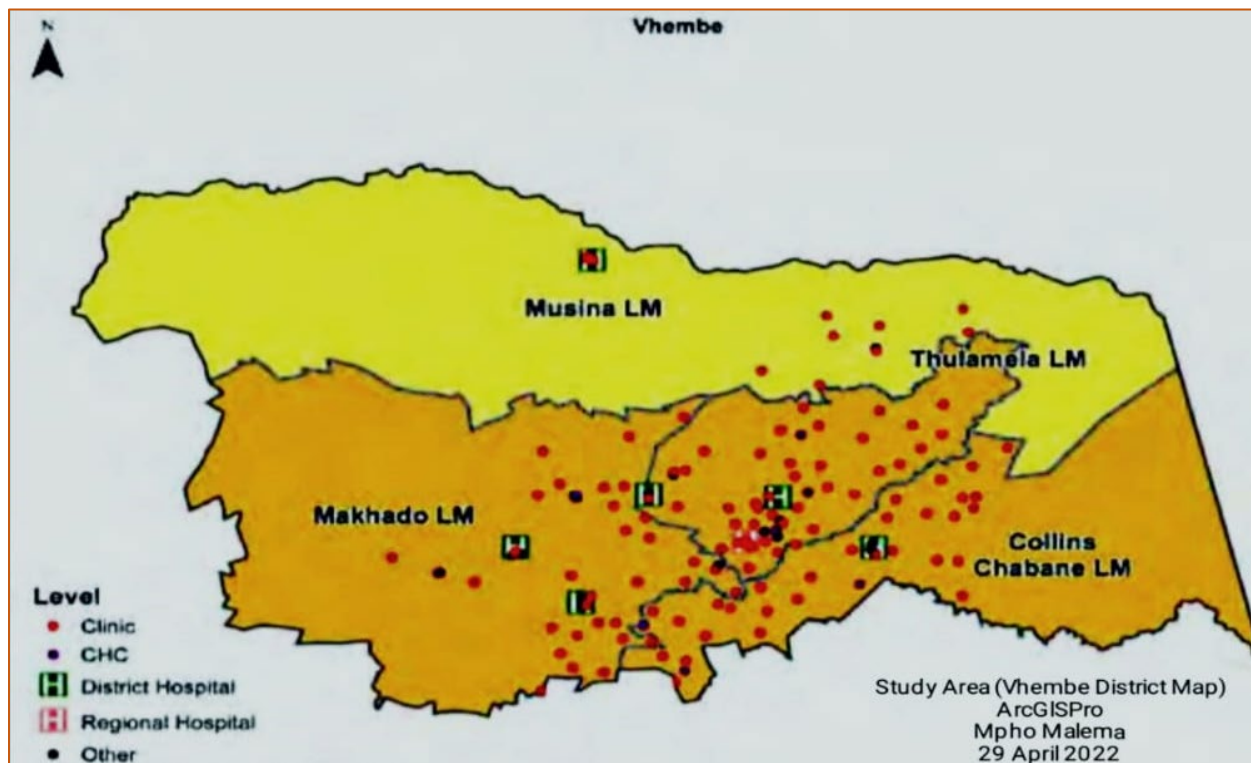 Vhembe
N
Musina LM
Thulamela LM
Makhado LM
Collins
Chabane LM
Level
Clinic
CHC
District Hospital
Regional Hospital
Other
Study Area (Vhembe District Map)
ArcGISPro
Mpho Malema
29 April 2022